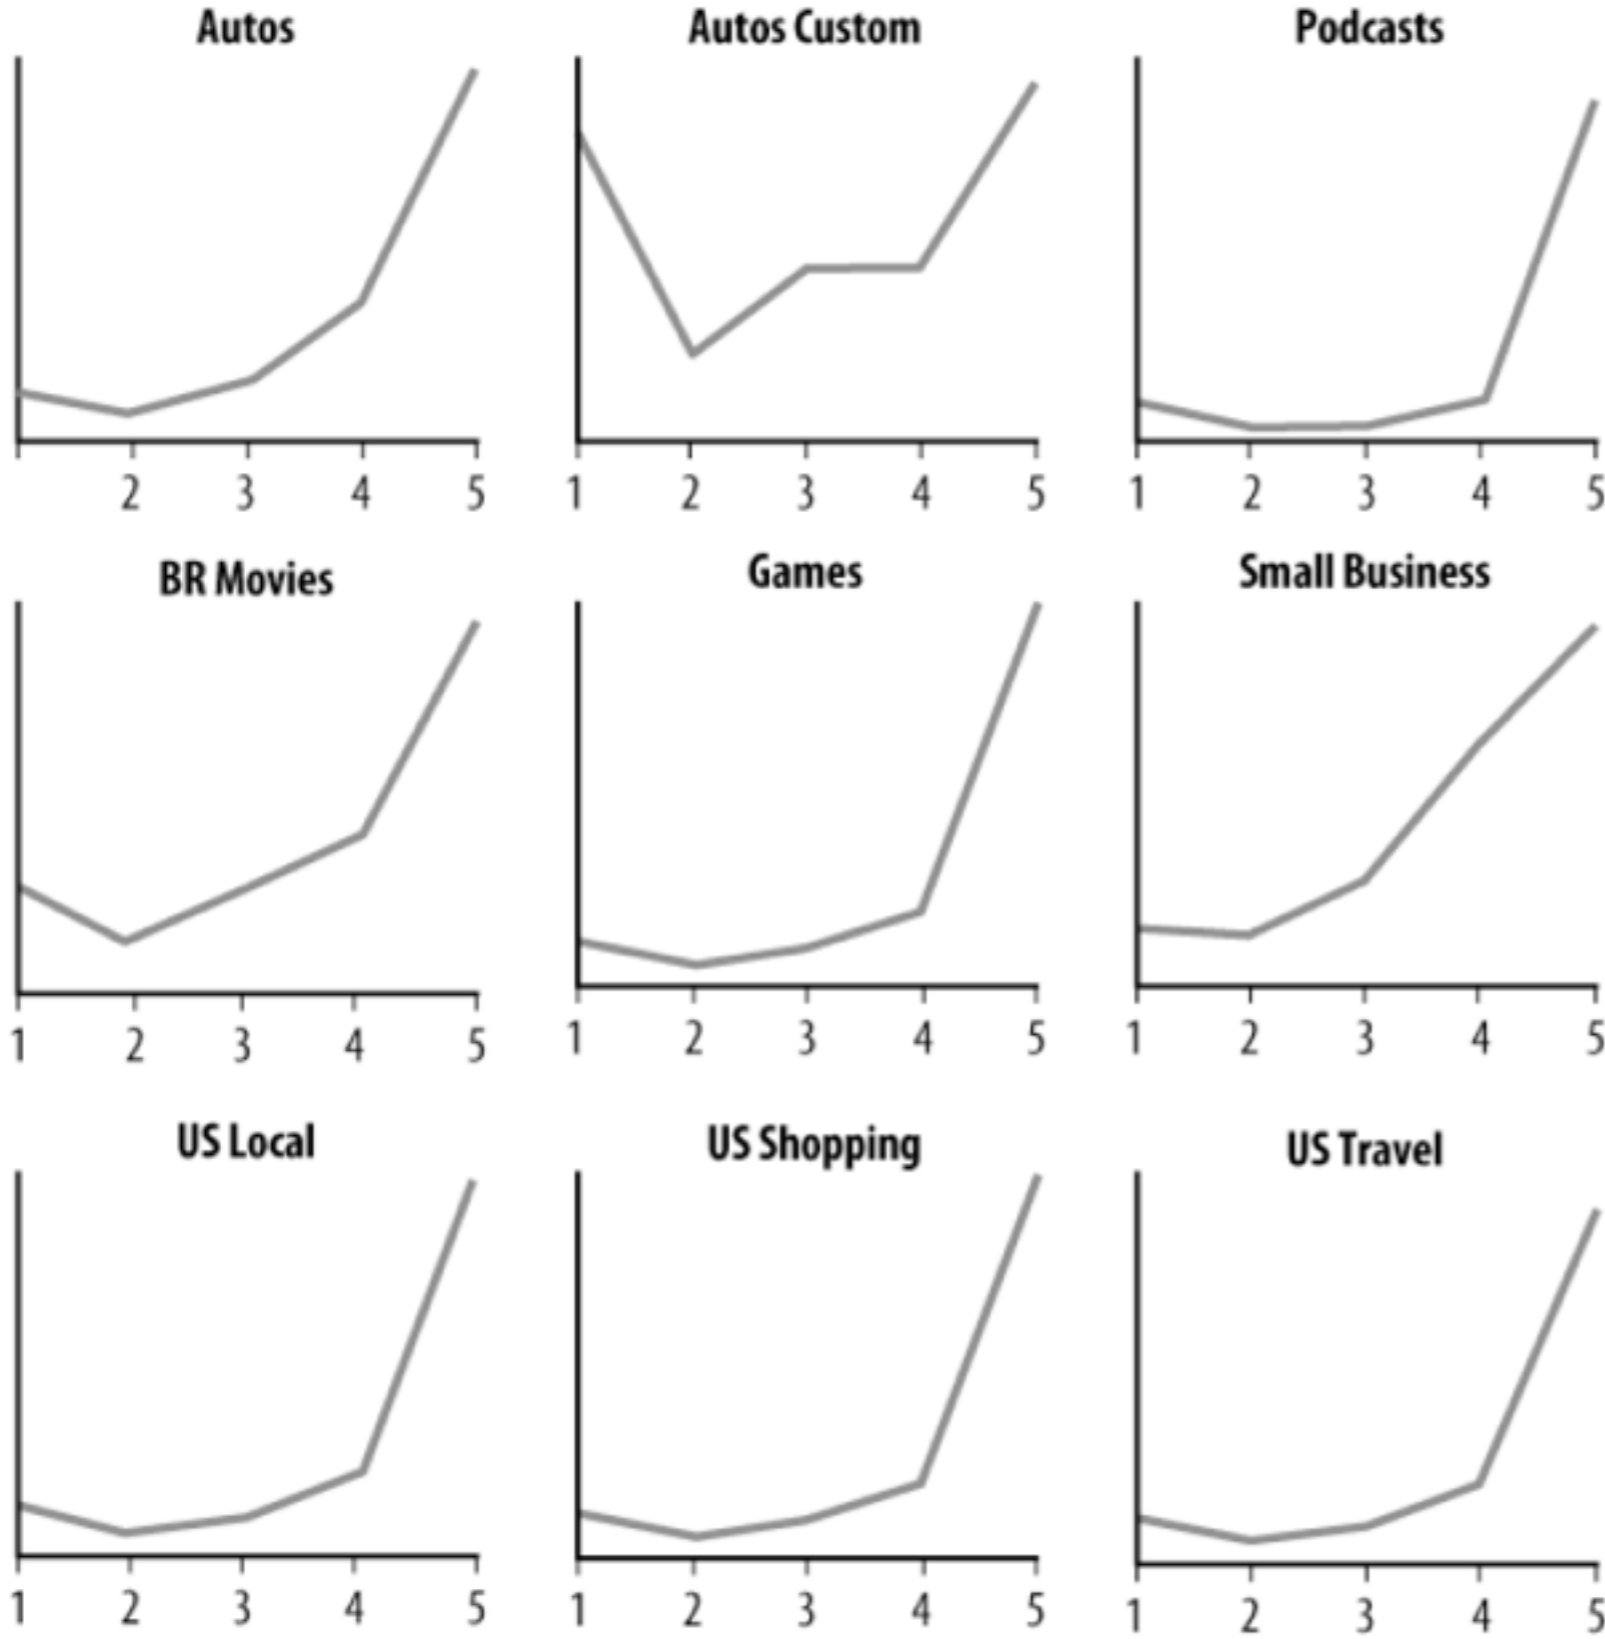 Autos Autos Custom Podcasts
2 3 4 5 1 2 3 4 5 1 2 3 4 5
BR Movies Games Small Business
1 2 3 4 5 1 2 3 4 5 1 2 3 4 5
US Local US Shopping US Travel
1 2 3 4 5 1 2 3 4 5 1 2 3 4 5